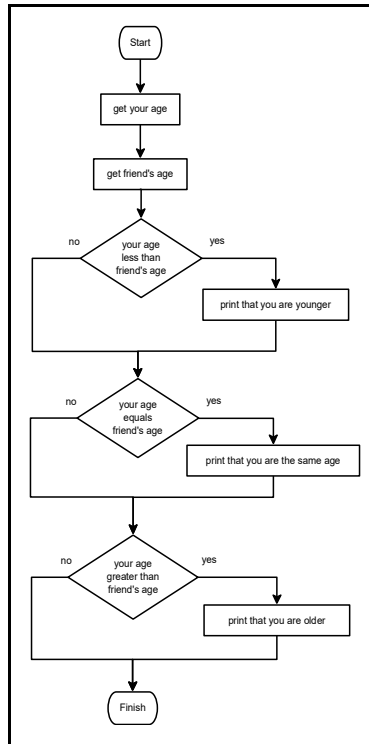 Start
get your age
get friend's age
no
yes
your age
less than
friend's age
print that you are younger
no
yes
your age
equals
friend's age
print that you are the same age
no
yes
your age
greater than
friend's age
print that you are older
Finish